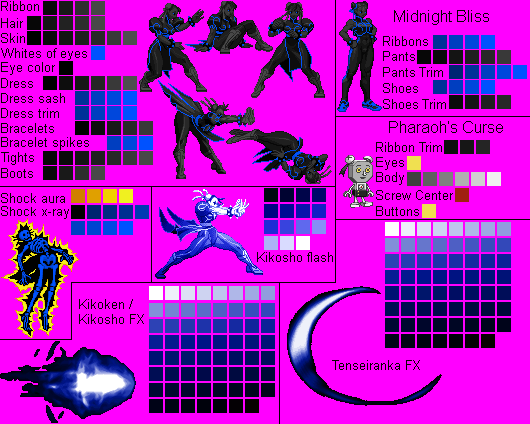 Ribbon
Hair
Skin
Whites of eyes
Eye color
Dress
Dress sash
Dress trim
Bracelets
Bracelet spikes
Tights
Boots
Midnight Bliss
Ribbons
Pants
Pants Trim
Shoes
Shoes Trim
Pharaoh's Curse
Ribbon Trim
Eyes
Body
Screw Center
Buttons
Shock aura
Shock x-ray
Kikosho flash
Kikoken /
Kikosho FX
Tenseiranka FX